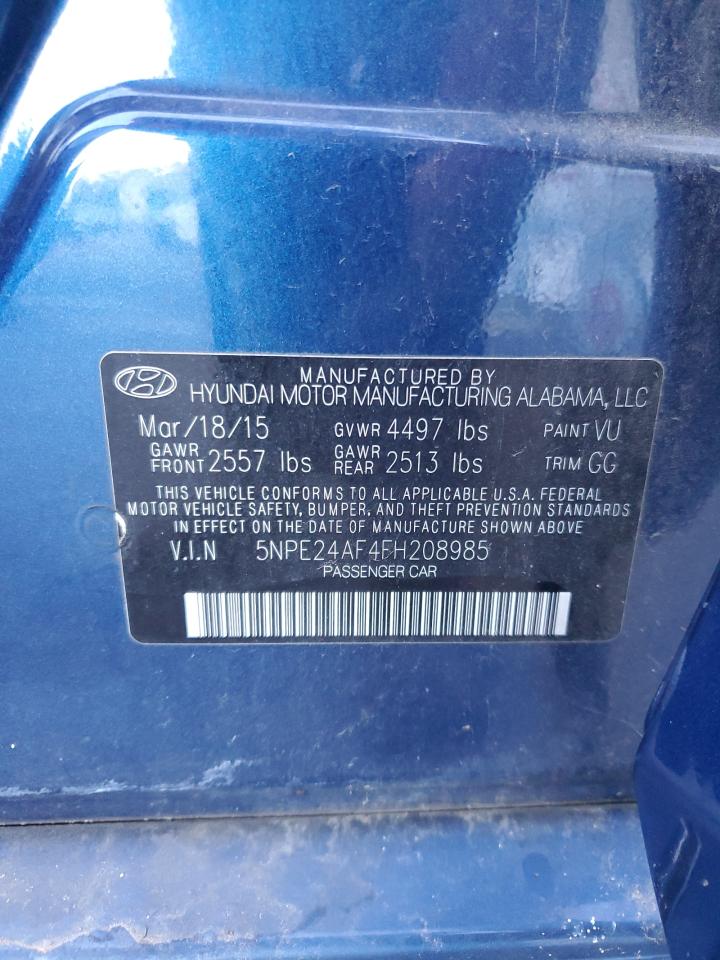 MANUFACTURED BY
HYUNDAI MOTOR MANUFACTURING ALABAMA, LLC
Mar/18/15 GVWR 4497 lbs PAINT VU
GAWR FRONT 2557 lbs GAWR REAR 2513 lbs TRIM GG
THIS VEHICLE CONFORMS TO ALL APPLICABLE U.S.A. FEDERAL
MOTOR VEHICLE SAFETY, BUMPER, AND THEFT PREVENTION STANDARDS
IN EFFECT ON THE DATE OF MANUFACTURE SHOWN ABOVE
V.I.N 5NPE24AF4FH208985
PASSENGER CAR